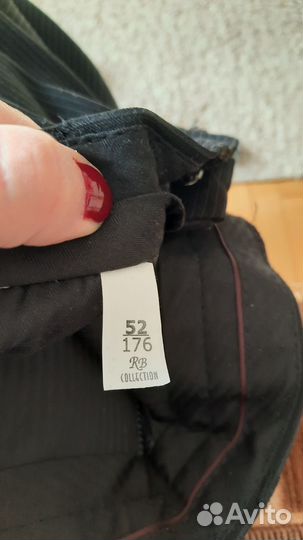 52
176
RB
COLLECTION
Avito